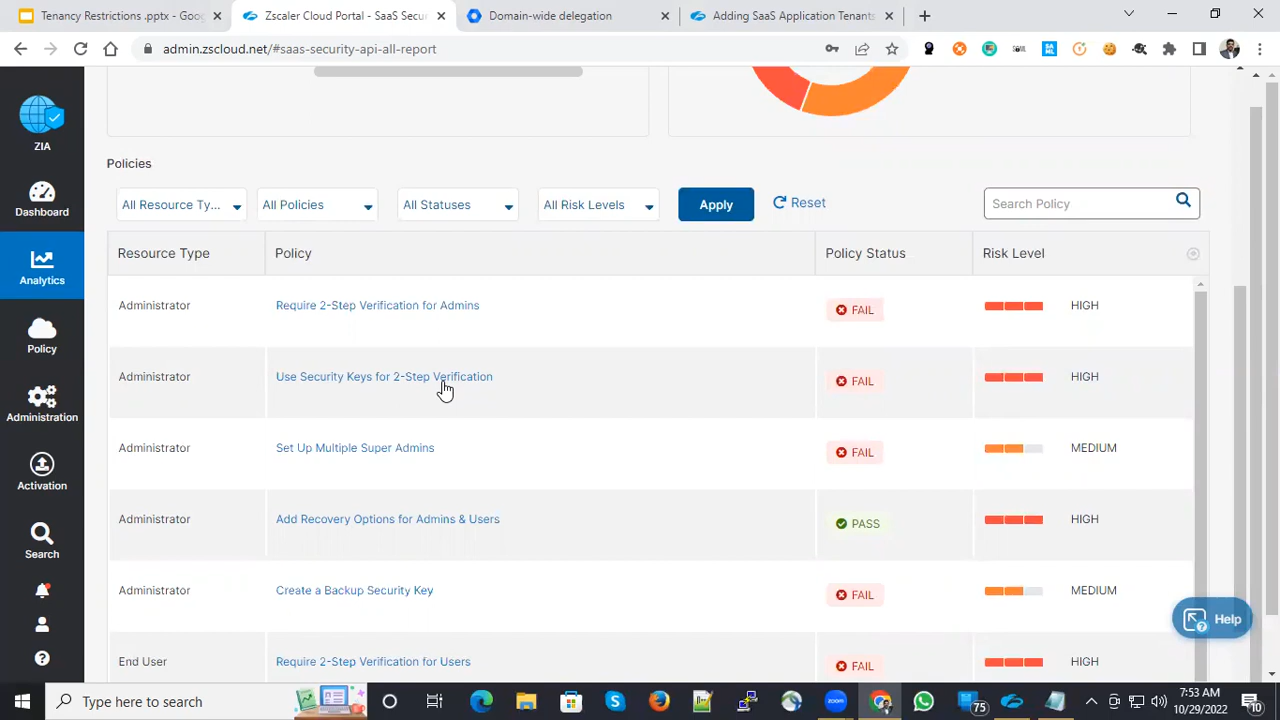 Tenancy Restrictions .pptx - Goo
Zscaler Cloud Portal - SaaS Secu
Domain-wide delegation
Adding SaaS Application Tenants
admin.zscloud.net/#saas-security-api-all-report
ZIA
Dashboard
Analytics
Policy
Administration
Activation
Search
Policies
All Resource Ty...
All Policies
All Statuses
All Risk Levels
Apply
Reset
Search Policy
Resource Type Policy Policy Status Risk Level
Administrator Require 2-Step Verification for Admins FAIL HIGH
Administrator Use Security Keys for 2-Step Verification FAIL HIGH
Administrator Set Up Multiple Super Admins FAIL MEDIUM
Administrator Add Recovery Options for Admins & Users PASS HIGH
Administrator Create a Backup Security Key FAIL MEDIUM
End User Require 2-Step Verification for Users FAIL HIGH
Help
Type here to search
zoom
75
7:53 AM
10/29/2022
10